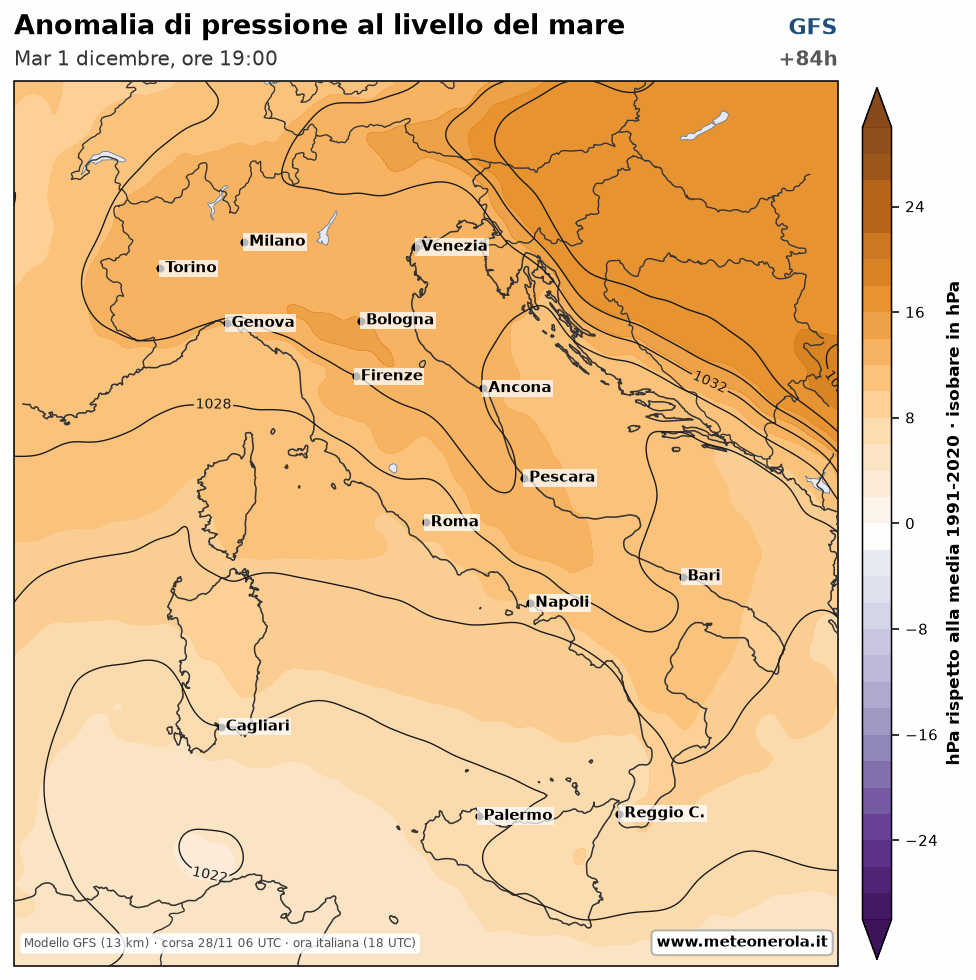 Anomalia di pressione al livello del mare
GFS
Mar 1 dicembre, ore 19:00
+84h
Milano
Torino
Venezia
Genova
Bologna
Firenze
Ancona
1032
10
1028
Pescara
Roma
Bari
Napoli
Cagliari
Palermo
Reggio C.
1022
24
16
8
0
−8
−16
−24
hPa rispetto alla media 1991-2020 · isobare in hPa
Modello GFS (13 km) · corsa 28/11 06 UTC · ora italiana (18 UTC)
www.meteonerola.it